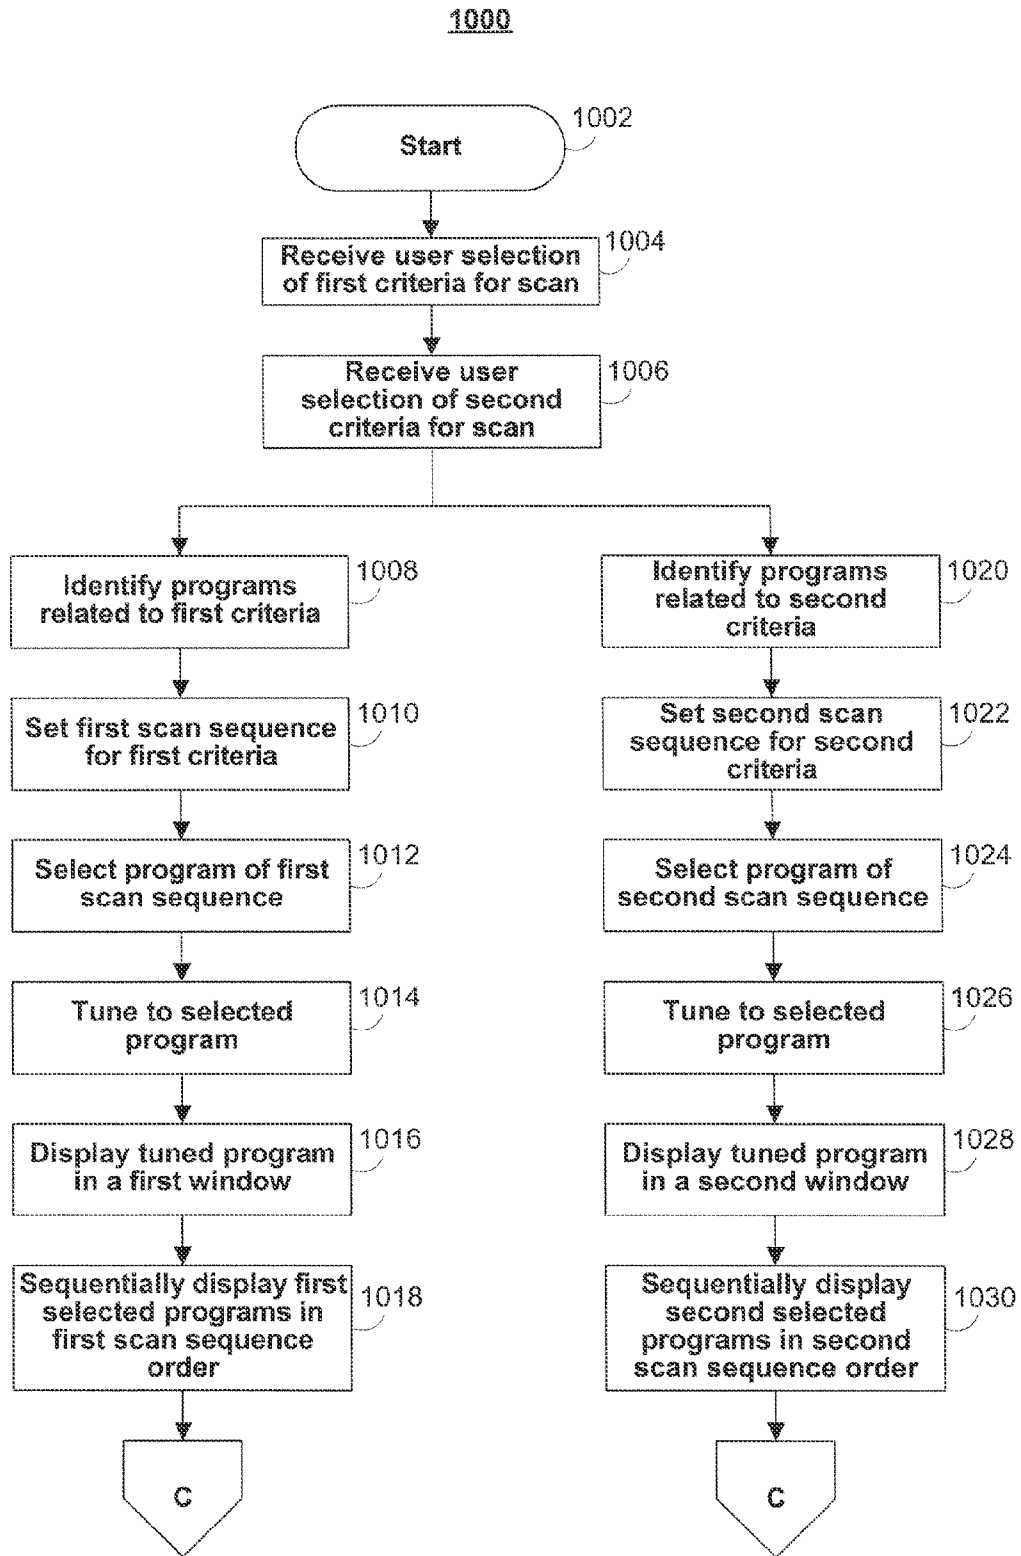 1000
Start
1002
Receive user selection
of first criteria for scan
1004
Receive user
selection of second
criteria for scan
1006
Identify programs
related to first criteria
1008
Set first scan sequence
for first criteria
1010
Select program of first
scan sequence
1012
Tune to selected
program
1014
Display tuned program
in a first window
1016
Sequentially display first
selected programs in
first scan sequence
order
1018
C
Identify programs
related to second
criteria
1020
Set second scan
sequence for second
criteria
1022
Select program of
second scan sequence
1024
Tune to selected
program
1026
Display tuned program
in a second window
1028
Sequentially display
second selected
programs in second
scan sequence order
1030
C